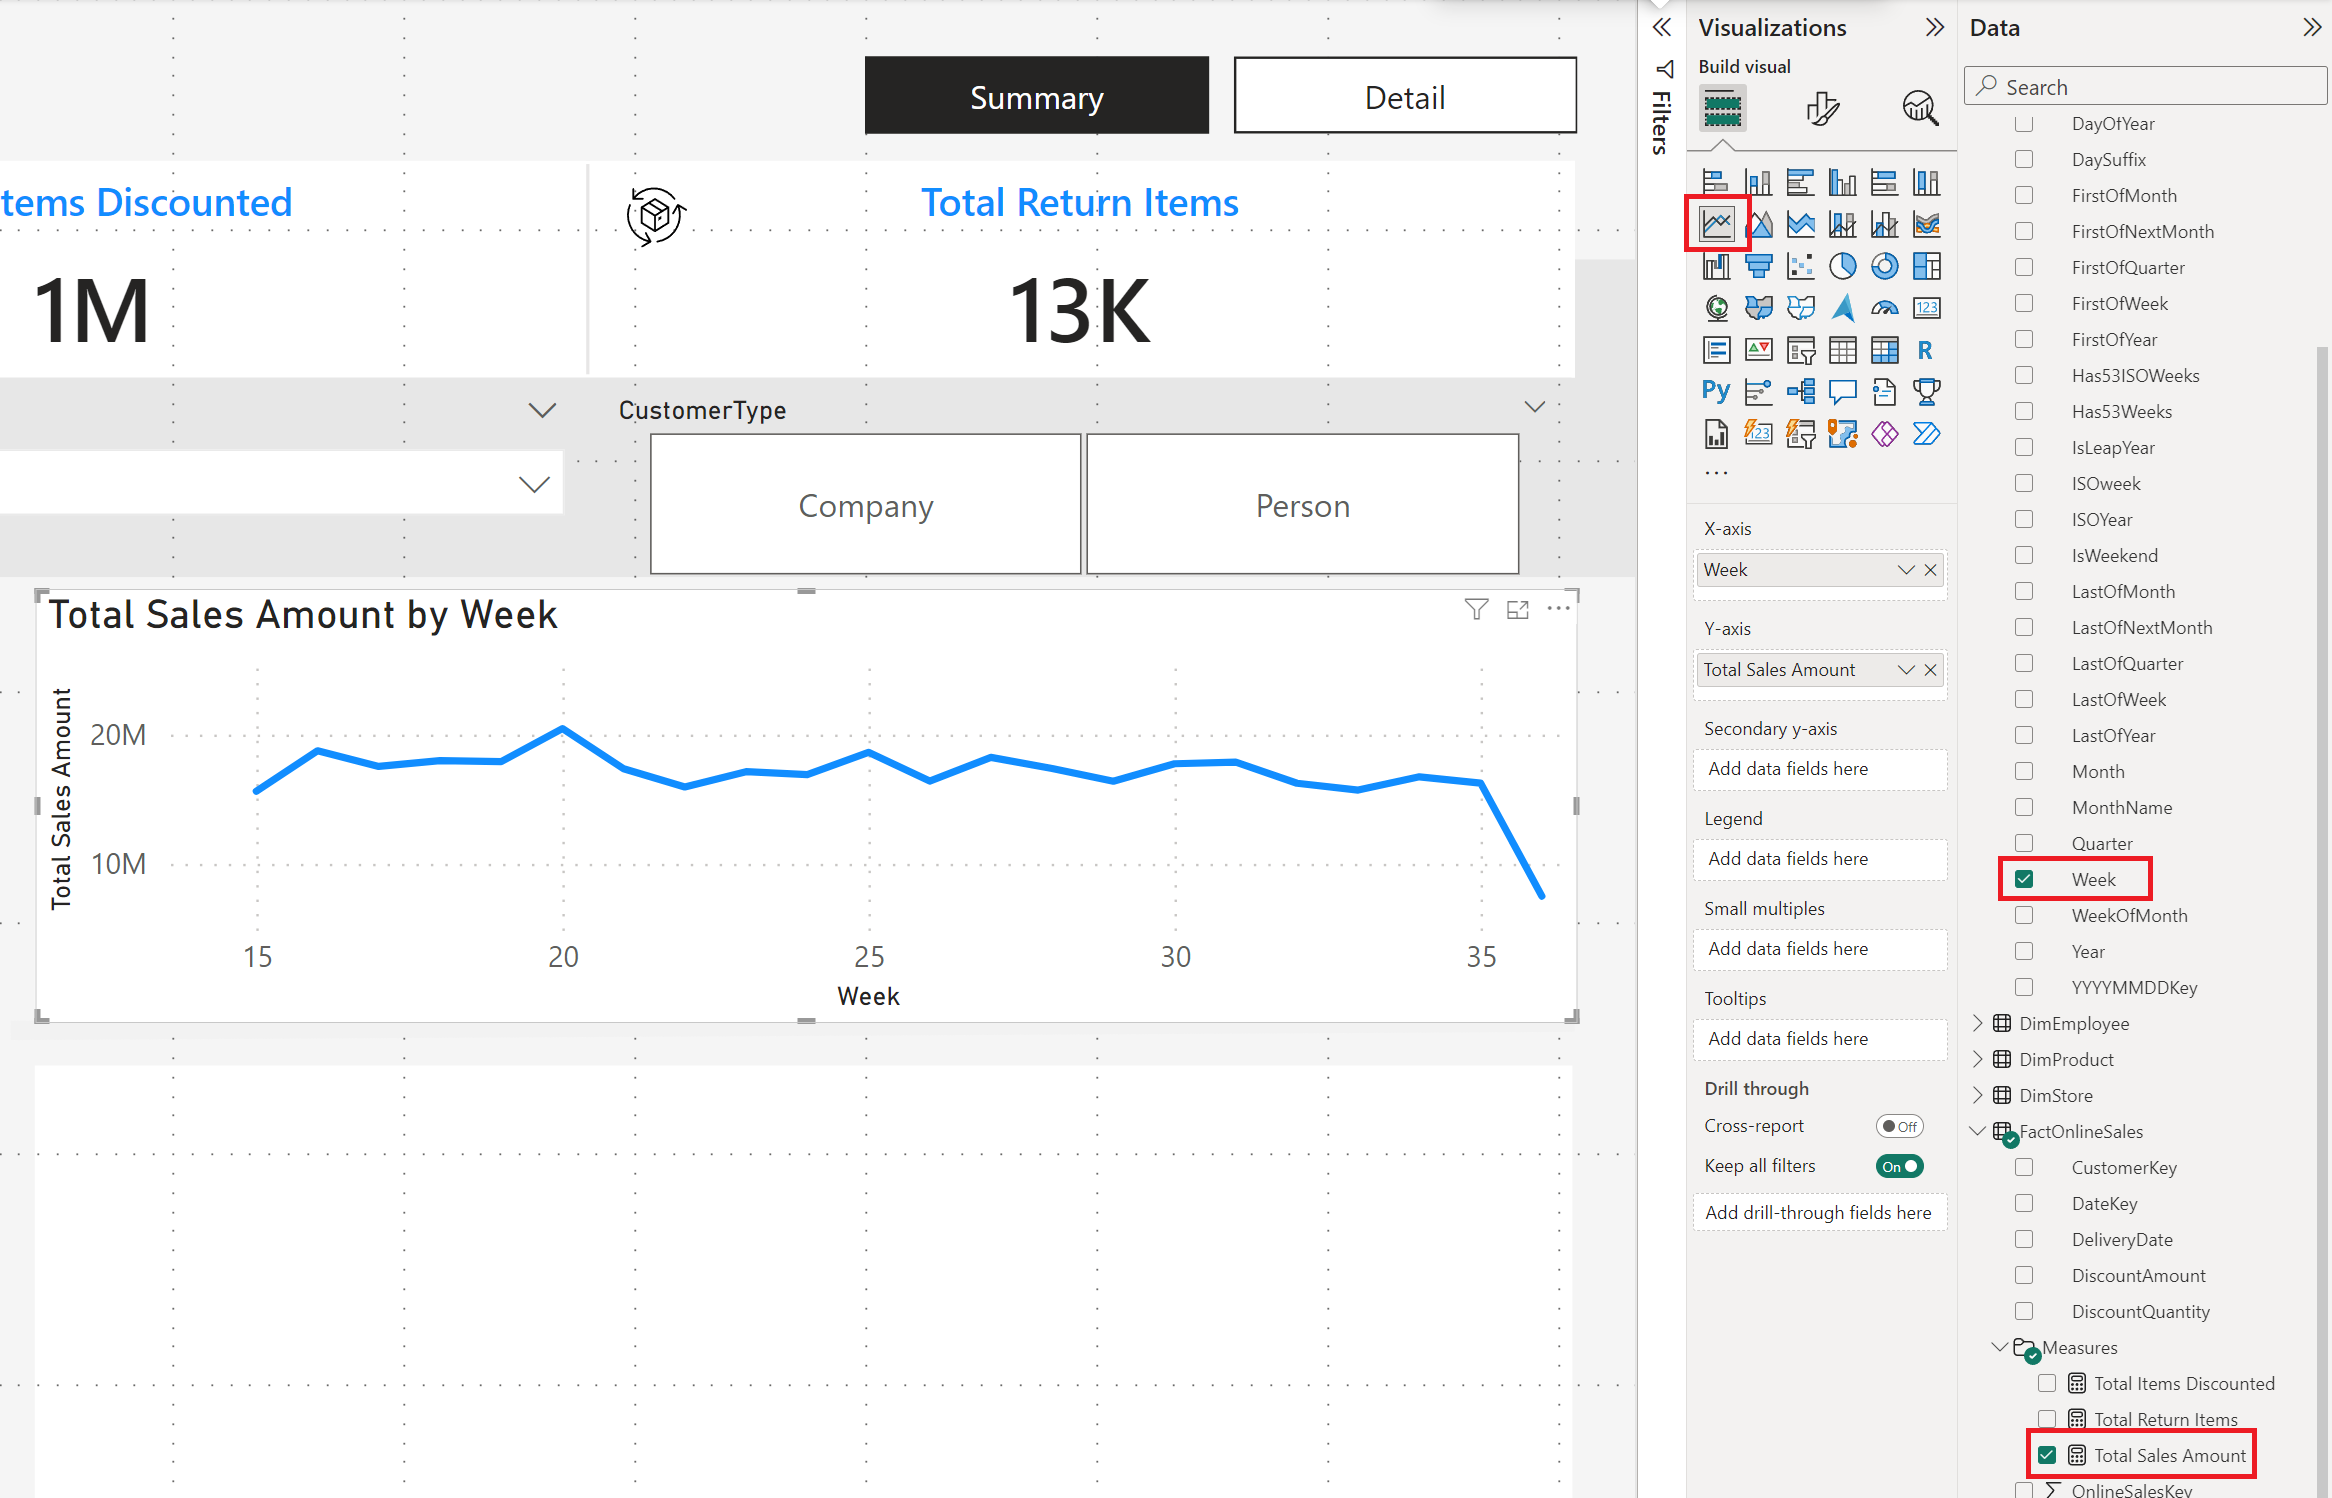 Summary
Detail
tems Discounted
1M
Total Return Items
13K
CustomerType
Company
Person
Total Sales Amount by Week
Total Sales Amount
20M
10M
15
20
25
30
35
Week
Filters
Visualizations
Build visual
123
R
Py
123
...
X-axis
Week
Y-axis
Total Sales Amount
Secondary y-axis
Add data fields here
Legend
Add data fields here
Small multiples
Add data fields here
Tooltips
Add data fields here
Drill through
Cross-report
Off
Keep all filters
On
Add drill-through fields here
Data
Search
DayOfYear
DaySuffix
FirstOfMonth
FirstOfNextMonth
FirstOfQuarter
FirstOfWeek
FirstOfYear
Has53ISOWeeks
Has53Weeks
IsLeapYear
ISOweek
ISOYear
IsWeekend
LastOfMonth
LastOfNextMonth
LastOfQuarter
LastOfWeek
LastOfYear
Month
MonthName
Quarter
Week
WeekOfMonth
Year
YYYYMMDDKey
DimEmployee
DimProduct
DimStore
FactOnlineSales
CustomerKey
DateKey
DeliveryDate
DiscountAmount
DiscountQuantity
Measures
Total Items Discounted
Total Return Items
Total Sales Amount
OnlineSalesKey